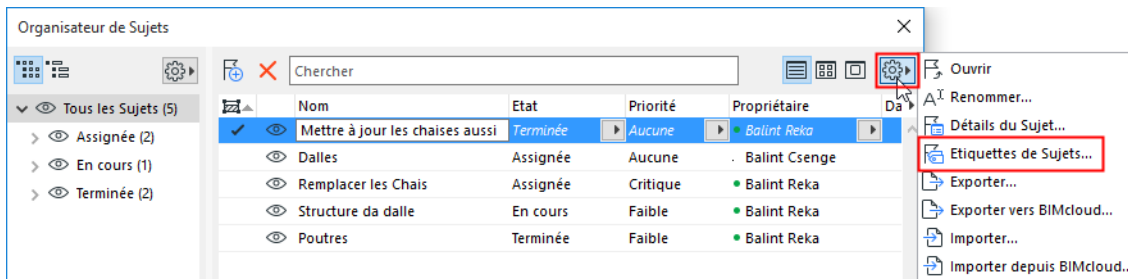 Organisateur de Sujets
Chercher
Tous les Sujets (5)
Assignée (2)
En cours (1)
Terminée (2)
Nom Etat Priorité Propriétaire Da
Mettre à jour les chaises aussi Terminée Aucune Balint Reka
Dalles Assignée Aucune Balint Csenge
Remplacer les Chais Assignée Critique Balint Reka
Structure da dalle En cours Faible Balint Reka
Poutres Terminée Faible Balint Reka
Ouvrir
Renommer...
Détails du Sujet...
Etiquettes de Sujets...
Exporter...
Exporter vers BIMcloud...
Importer...
Importer depuis BIMcloud..